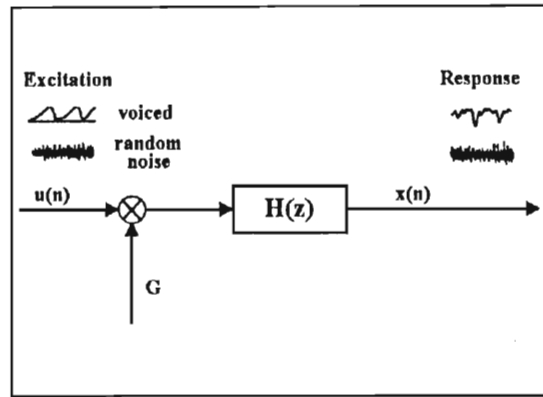 Excitation
Response
voiced
random
noise
u(n)
H(z)
x(n)
G